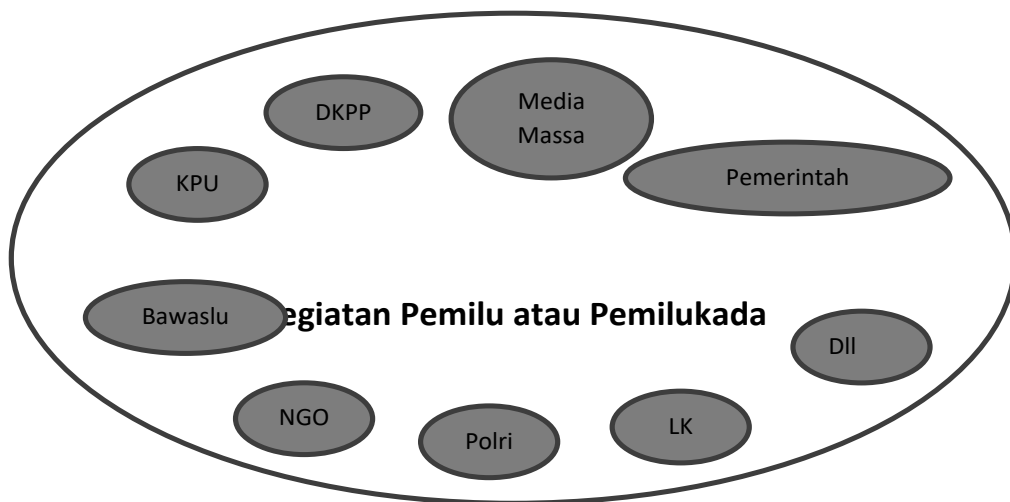 DKPP
Media
Massa
KPU
Pemerintah
Bawaslu
egiatan Pemilu atau Pemilukada
Dll
NGO
Polri
LK